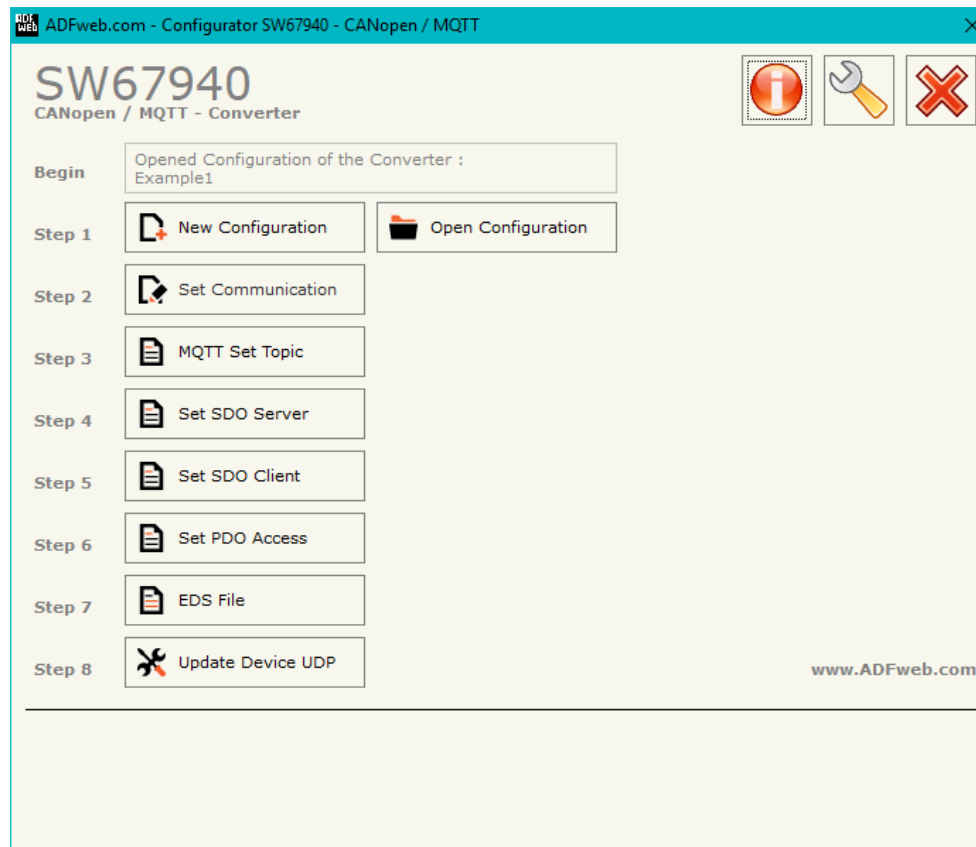 ADF
web
ADFweb.com - Configurator SW67940 - CANopen / MQTT
SW67940
CANopen / MQTT - Converter
Begin
Opened Configuration of the Converter :
Example1
Step 1
New Configuration
Open Configuration
Step 2
Set Communication
Step 3
MQTT Set Topic
Step 4
Set SDO Server
Step 5
Set SDO Client
Step 6
Set PDO Access
Step 7
EDS File
Step 8
Update Device UDP
www.ADFweb.com